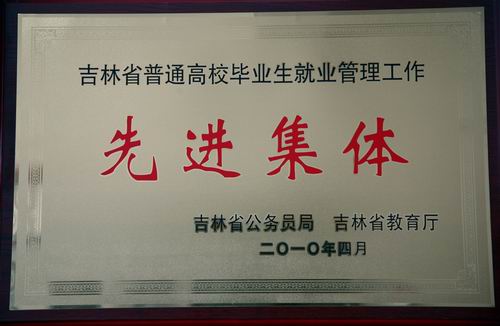 吉林省普通高校毕业生就业管理工作
先进集体
吉林省公务员局 吉林省教育厅
二〇一〇年四月